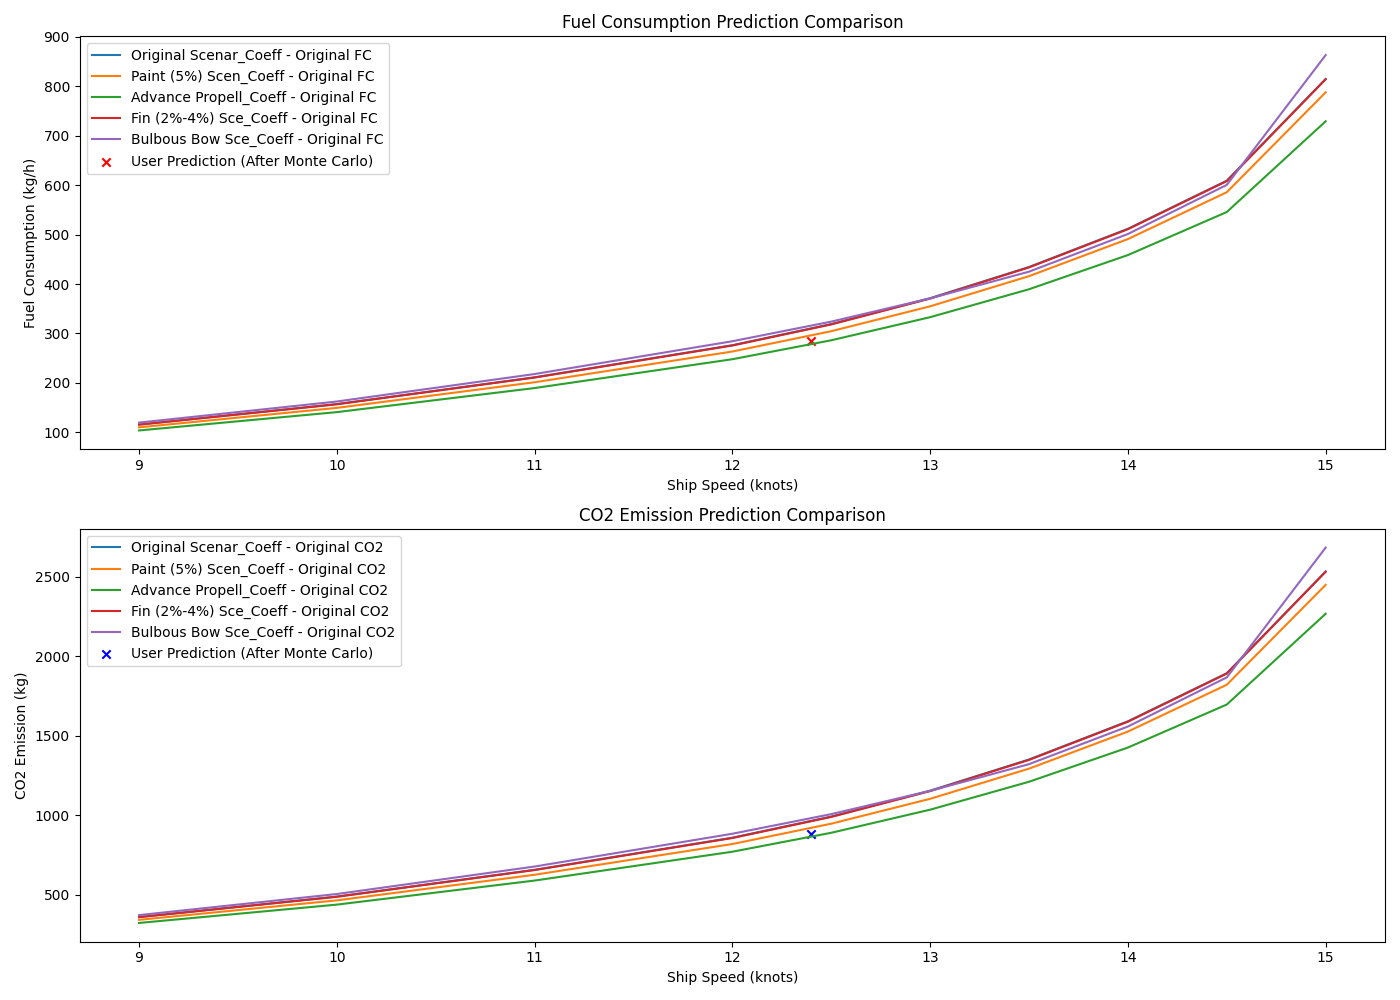 Fuel Consumption Prediction Comparison
Original Scenar_Coeff - Original FC
Paint (5%) Scen_Coeff - Original FC
Advance Propell_Coeff - Original FC
Fin (2%-4%) Sce_Coeff - Original FC
Bulbous Bow Sce_Coeff - Original FC
User Prediction (After Monte Carlo)
Fuel Consumption (kg/h)
900
800
700
600
500
400
300
200
100
9 10 11 12 13 14 15
Ship Speed (knots)
CO2 Emission Prediction Comparison
Original Scenar_Coeff - Original CO2
Paint (5%) Scen_Coeff - Original CO2
Advance Propell_Coeff - Original CO2
Fin (2%-4%) Sce_Coeff - Original CO2
Bulbous Bow Sce_Coeff - Original CO2
User Prediction (After Monte Carlo)
CO2 Emission (kg)
2500
2000
1500
1000
500
9 10 11 12 13 14 15
Ship Speed (knots)